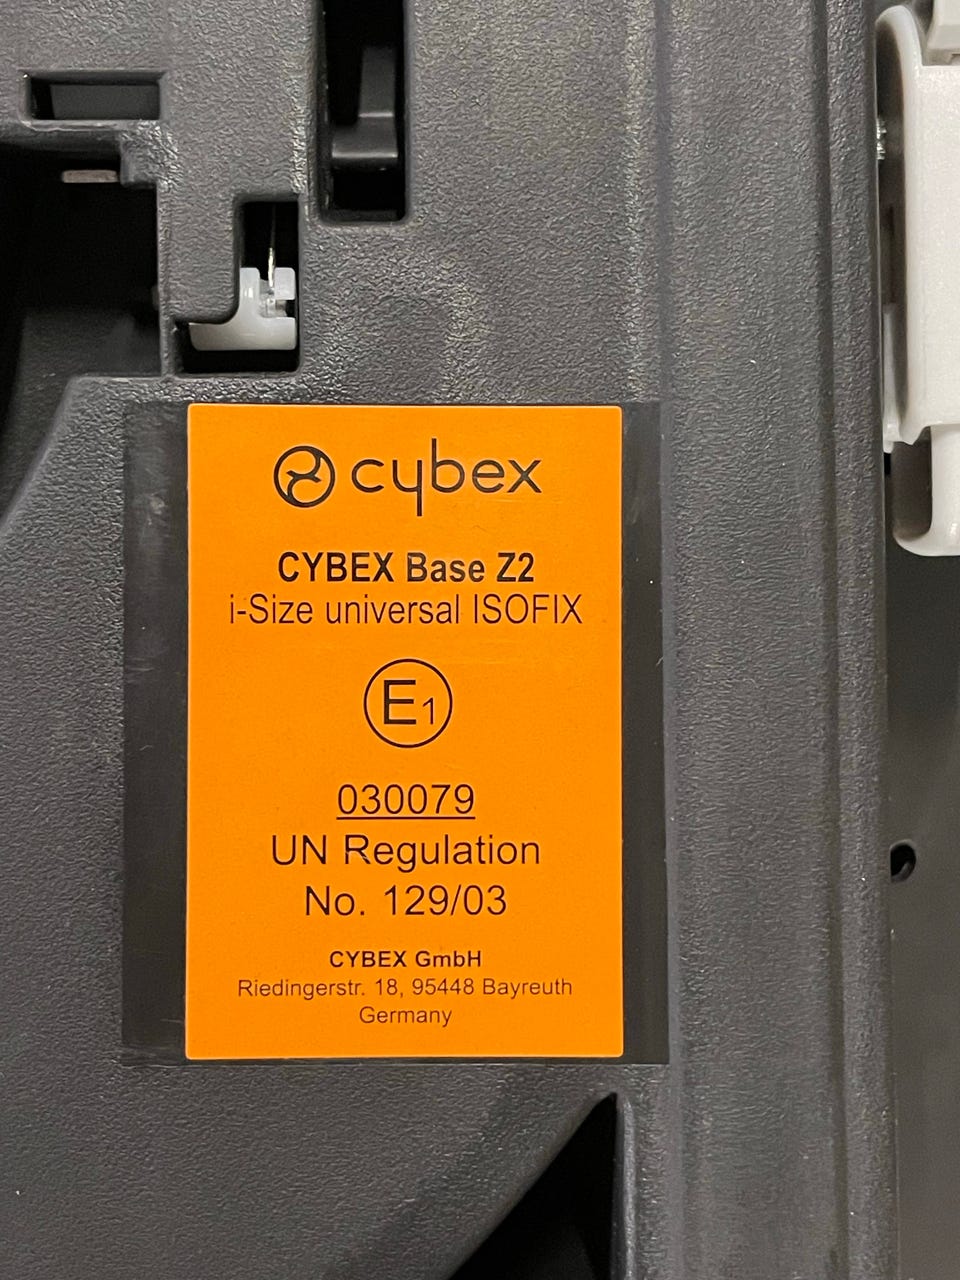 cybex
CYBEX Base Z2
i-Size universal ISOFIX
E1
030079
UN Regulation
No. 129/03
CYBEX GmbH
Riedingerstr. 18, 95448 Bayreuth
Germany